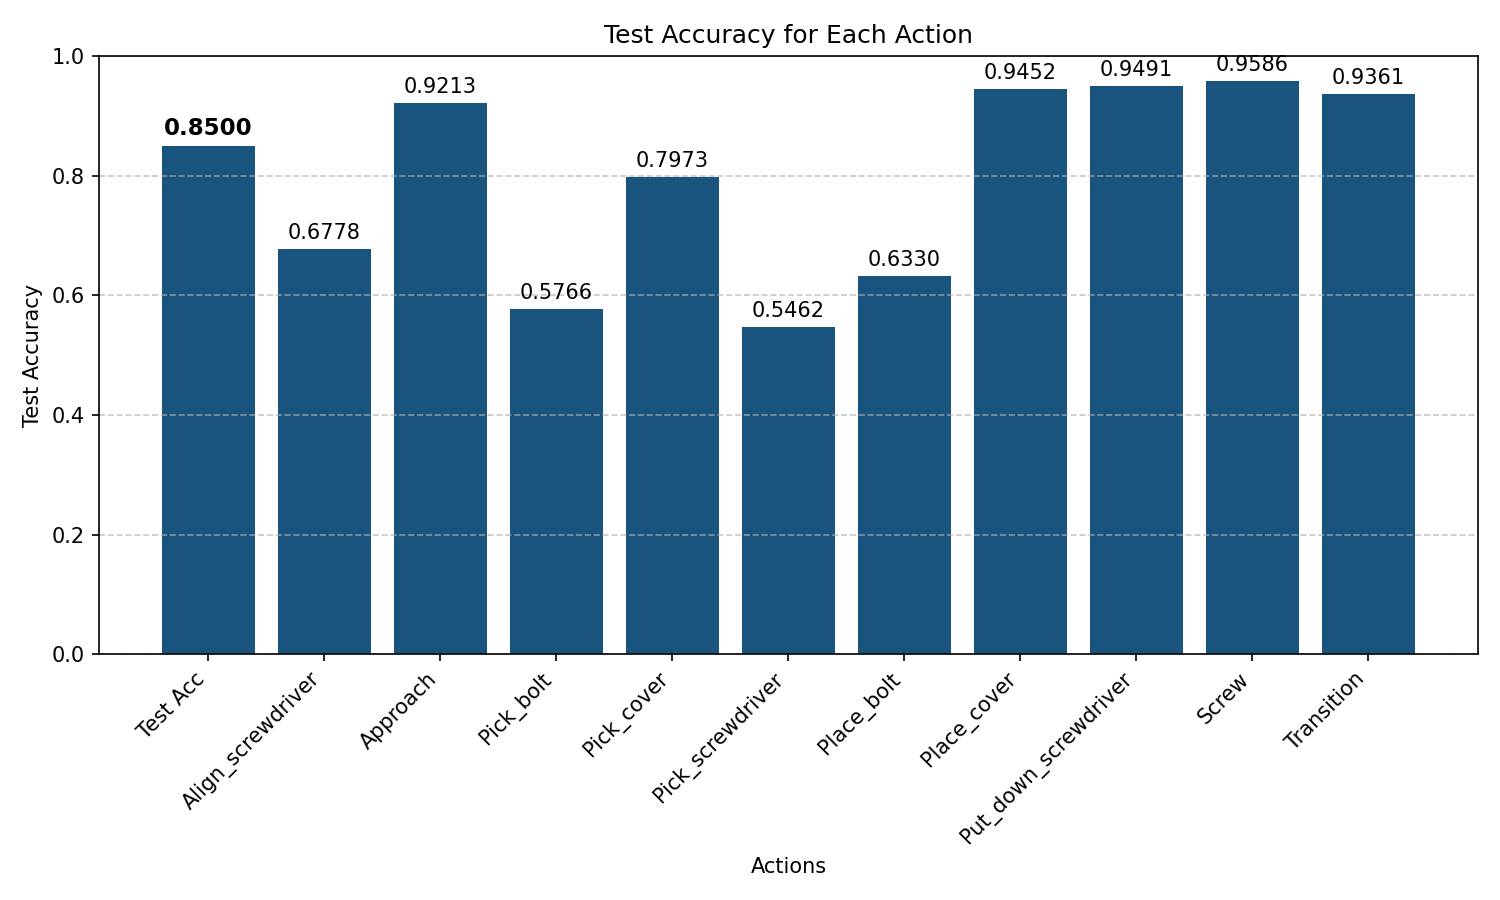 Test Accuracy for Each Action
Test Accuracy
1.0
0.8
0.6
0.4
0.2
0.0
0.8500
0.6778
0.9213
0.5766
0.7973
0.5462
0.6330
0.9452
0.9491
0.9586
0.9361
Test Acc
Align_screwdriver
Approach
Pick_bolt
Pick_cover
Pick_screwdriver
Place_bolt
Place_cover
Put_down_screwdriver
Screw
Transition
Actions